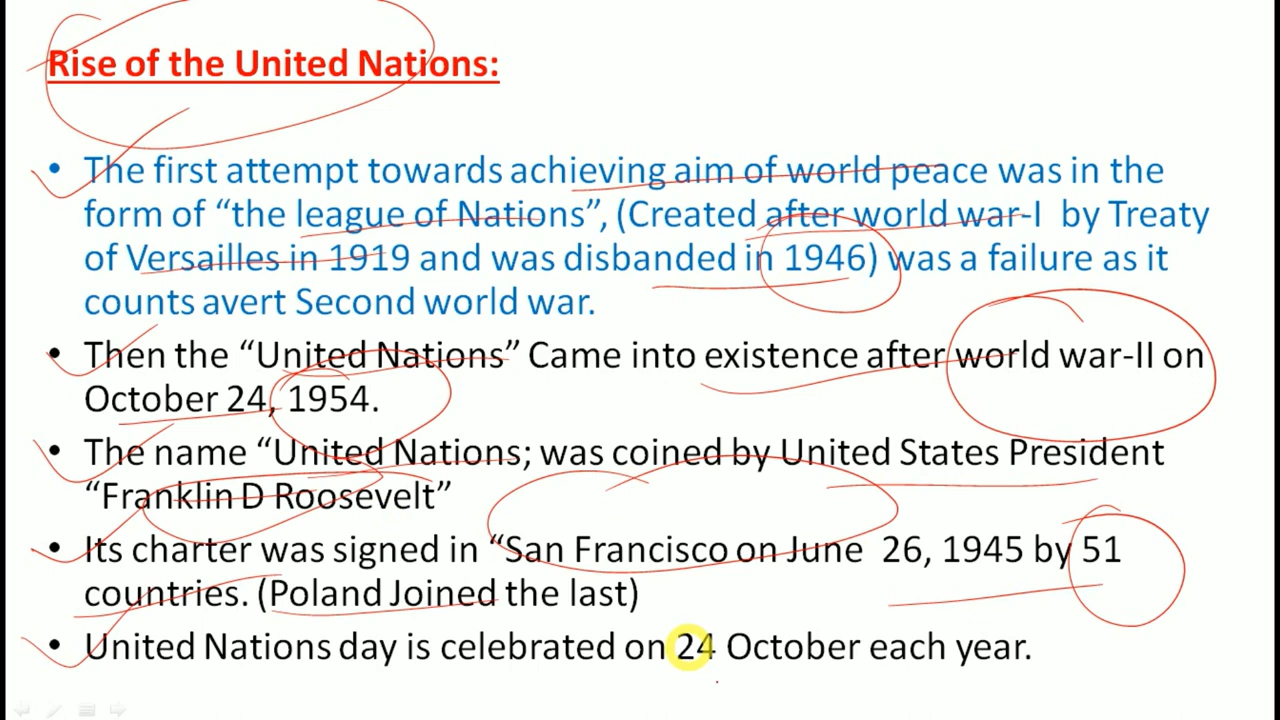 Rise of the United Nations:
• The first attempt towards achieving aim of world peace was in the
form of “the league of Nations”, (Created after world war-I by Treaty
of Versailles in 1919 and was disbanded in 1946) was a failure as it
counts avert Second world war.
• Then the “United Nations” Came into existence after world war-II on
October 24, 1954.
• The name “United Nations; was coined by United States President
“Franklin D Roosevelt”
• Its charter was signed in “San Francisco on June 26, 1945 by 51
countries. (Poland Joined the last)
• United Nations day is celebrated on 24 October each year.